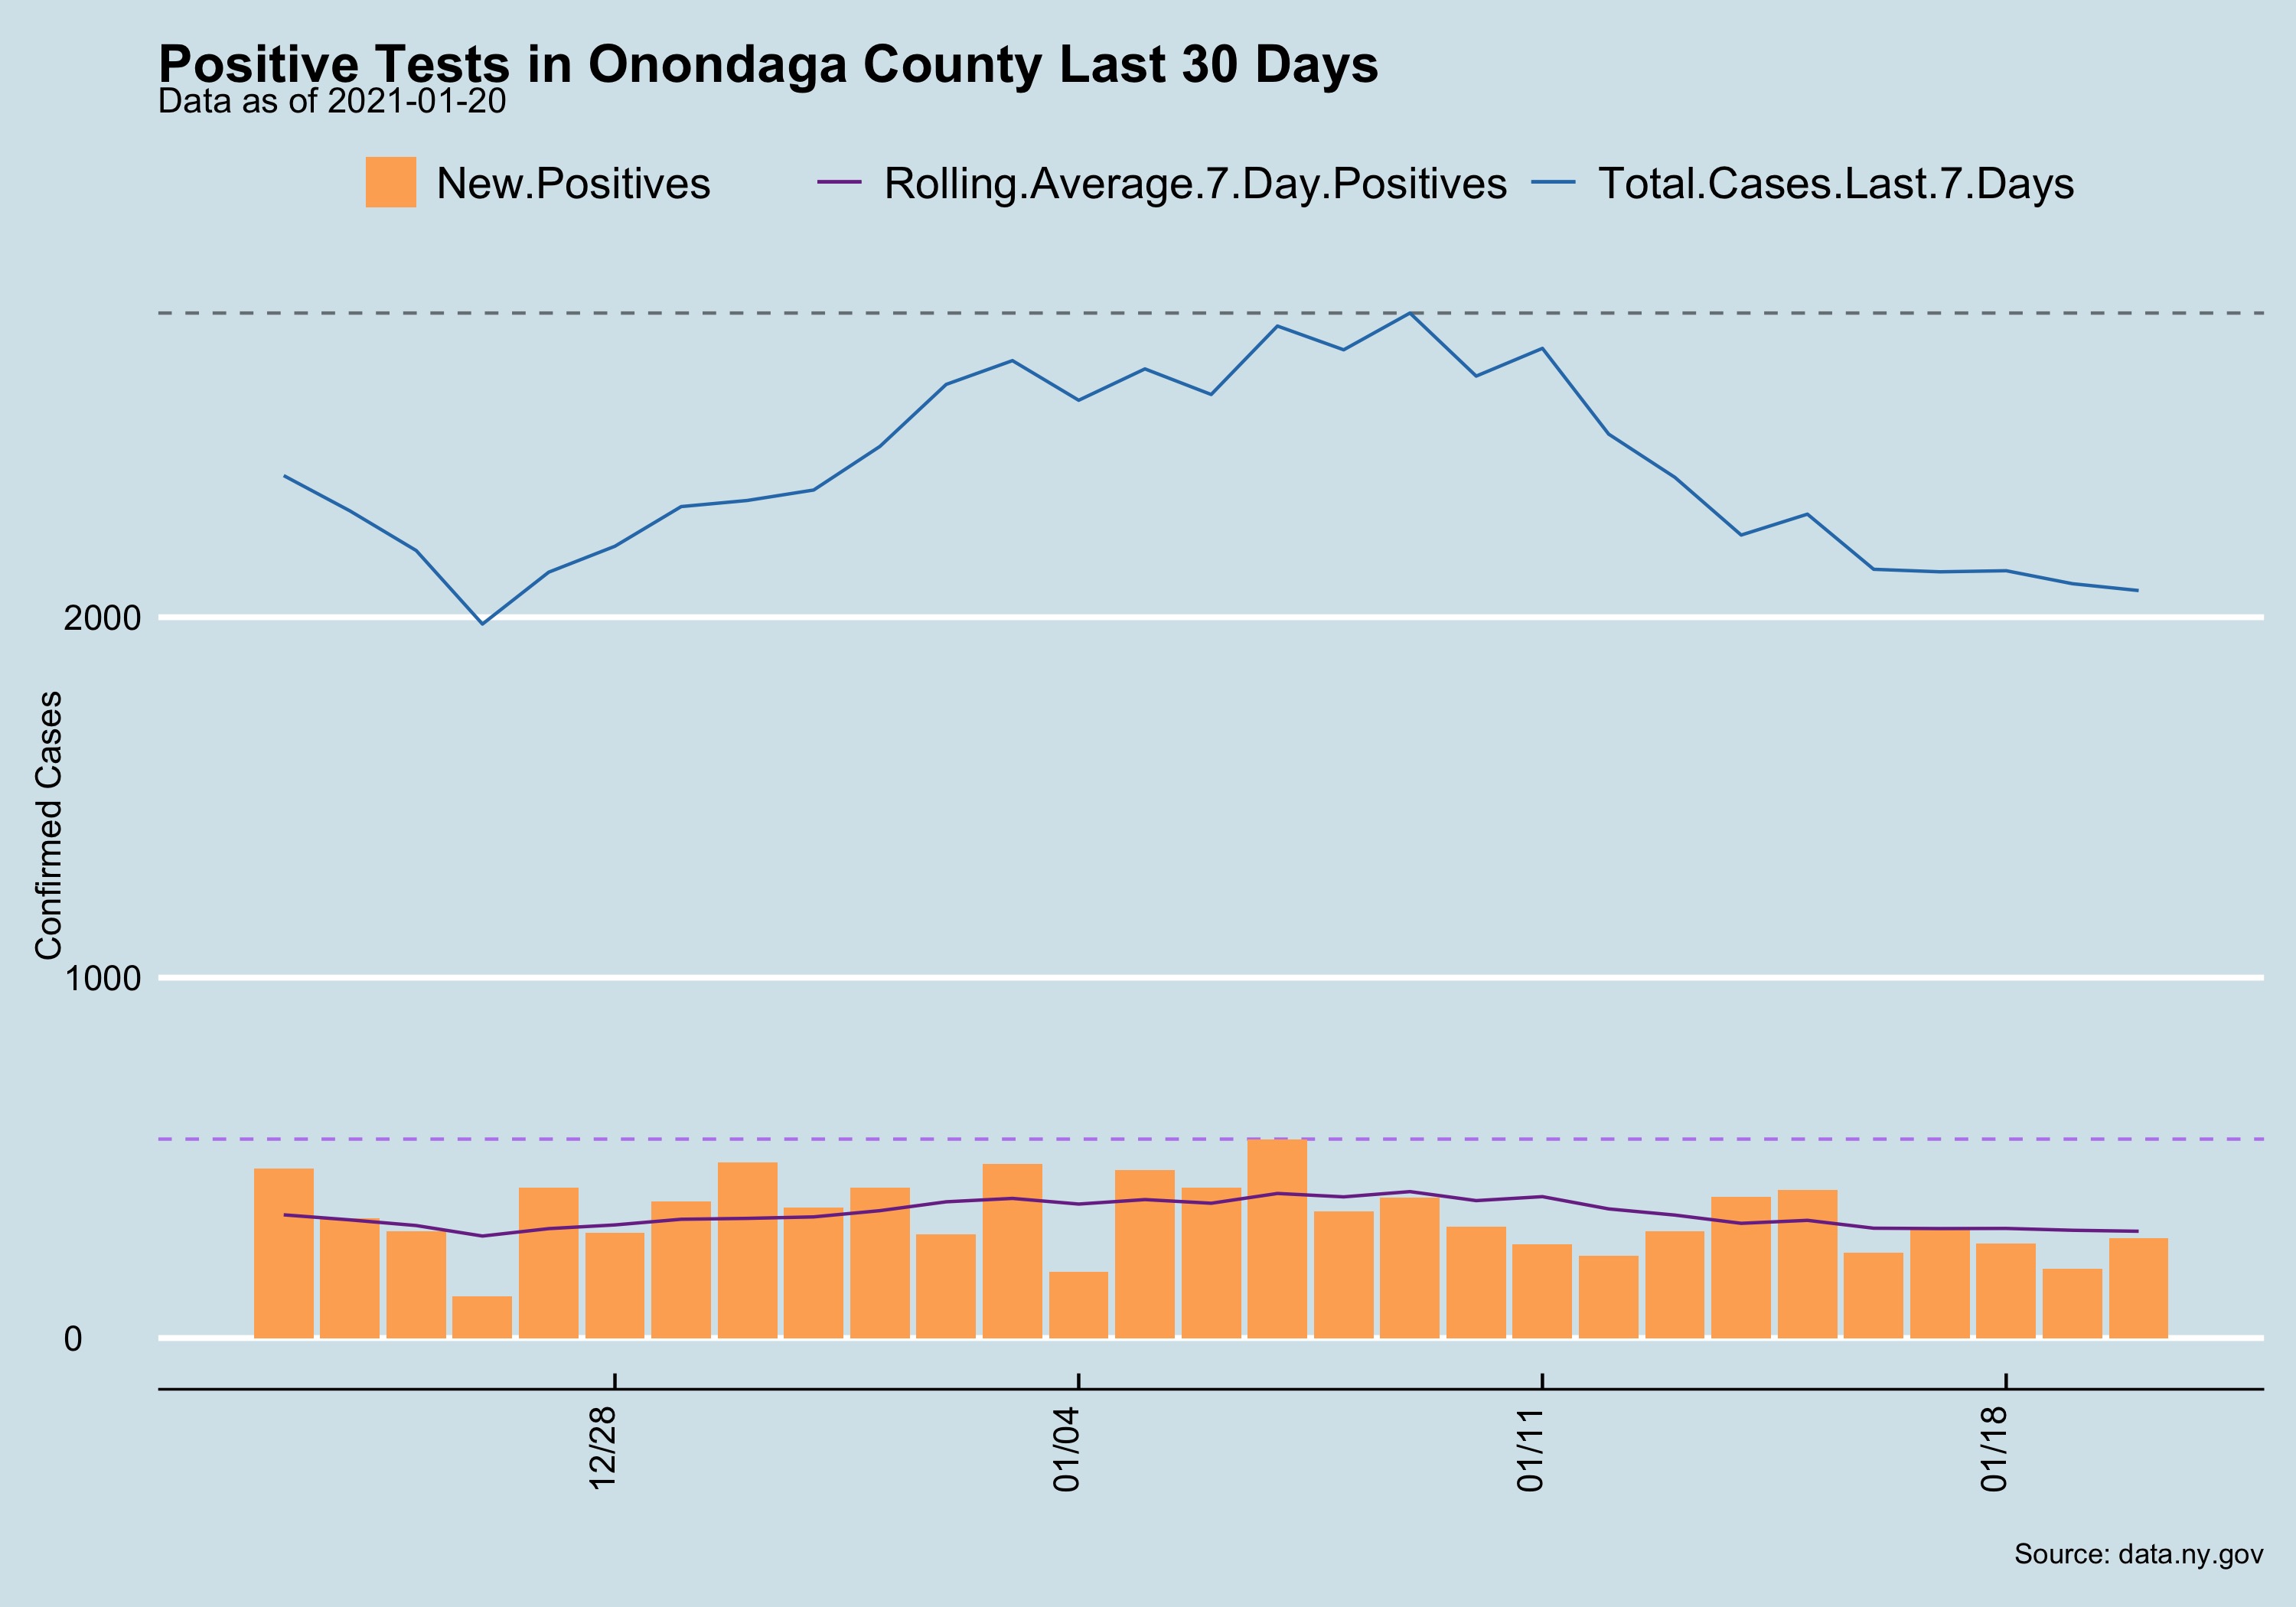 Positive Tests in Onondaga County Last 30 Days
Data as of 2021-01-20
New.Positives Rolling.Average.7.Day.Positives Total.Cases.Last.7.Days
Confirmed Cases
2000
1000
0
12/28 01/04 01/11 01/18
Source: data.ny.gov